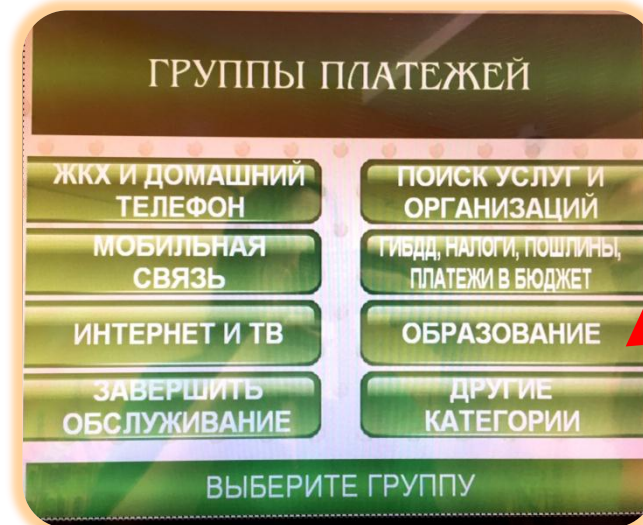 ГРУППЫ ПЛАТЕЖЕЙ
ЖКХ И ДОМАШНИЙ
ТЕЛЕФОН
ПОИСК УСЛУГ И
ОРГАНИЗАЦИЙ
МОБИЛЬНАЯ
СВЯЗЬ
ГИБДД, НАЛОГИ, ПОШЛИНЫ,
ПЛАТЕЖИ В БЮДЖЕТ
ИНТЕРНЕТ И ТВ
ОБРАЗОВАНИЕ
ЗАВЕРШИТЬ
ОБСЛУЖИВАНИЕ
ДРУГИЕ
КАТЕГОРИИ
ВЫБЕРИТЕ ГРУППУ